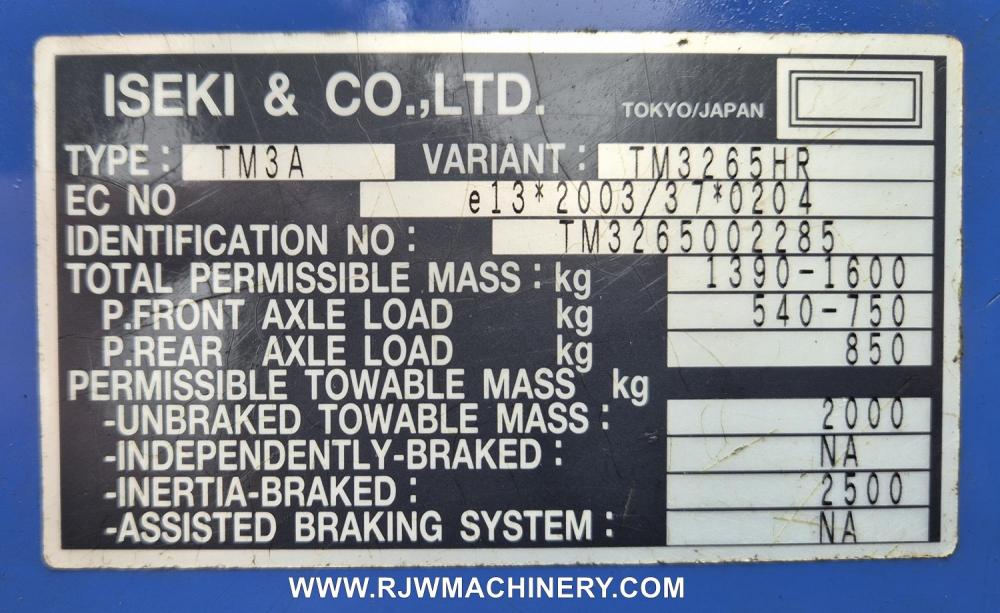 ISEKI & CO.,LTD. TOKYO/JAPAN
TYPE : TM3A VARIANT : TM3265HR
EC NO e13*2003/37*0204
IDENTIFICATION NO : TM3265002285
TOTAL PERMISSIBLE MASS : kg 1390-1600
P.FRONT AXLE LOAD kg 540-750
P.REAR AXLE LOAD kg 850
PERMISSIBLE TOWABLE MASS kg
-UNBRAKED TOWABLE MASS : 2000
-INDEPENDENTLY-BRAKED : NA
-INERTIA-BRAKED : 2500
-ASSISTED BRAKING SYSTEM : NA
WWW.RJWMACHINERY.COM